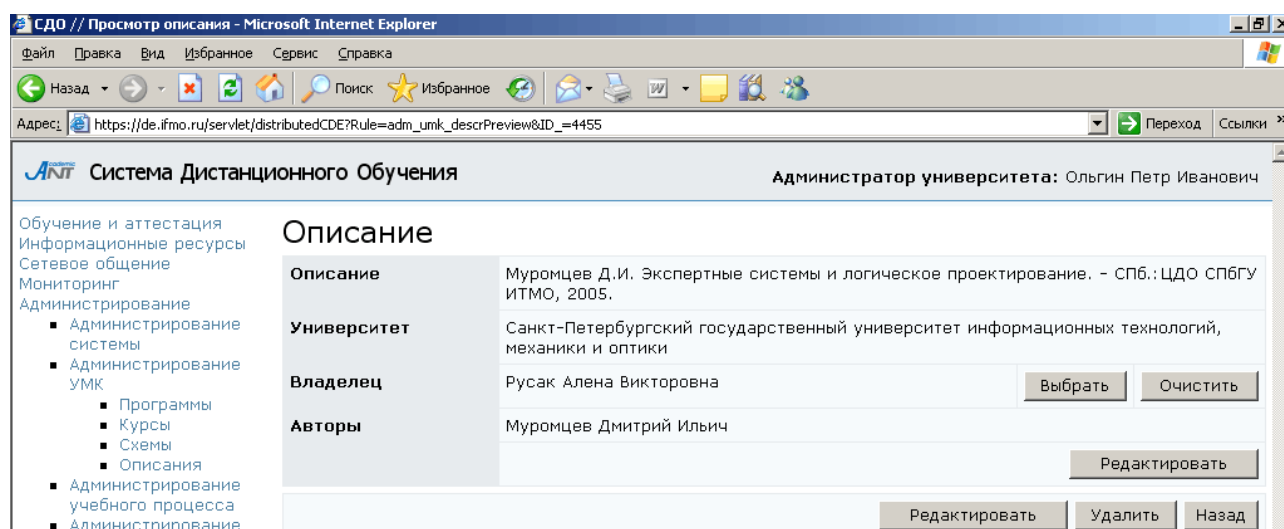 СДО // Просмотр описания - Microsoft Internet Explorer
Файл Правка Вид Избранное Сервис Справка
Назад Поиск Избранное
Адрес: https://de.ifmo.ru/servlet/distributedCDE?Rule=adm_umk_descrPreview&ID_=4455 Переход Ссылки »
Academic ANT Система Дистанционного Обучения
Администратор университета: Ольгин Петр Иванович
Обучение и аттестация
Информационные ресурсы
Сетевое общение
Мониторинг
Администрирование
Администрирование
системы
Администрирование
УМК
Программы
Курсы
Схемы
Описания
Администрирование
учебного процесса
Администрирование
Описание
Описание Муромцев Д.И. Экспертные системы и логическое проектирование. – СПб.: ЦДО СПбГУ
ИТМО, 2005.
Университет Санкт-Петербургский государственный университет информационных технологий,
механики и оптики
Владелец Русак Алена Викторовна Выбрать Очистить
Авторы Муромцев Дмитрий Ильич
Редактировать
Редактировать Удалить Назад